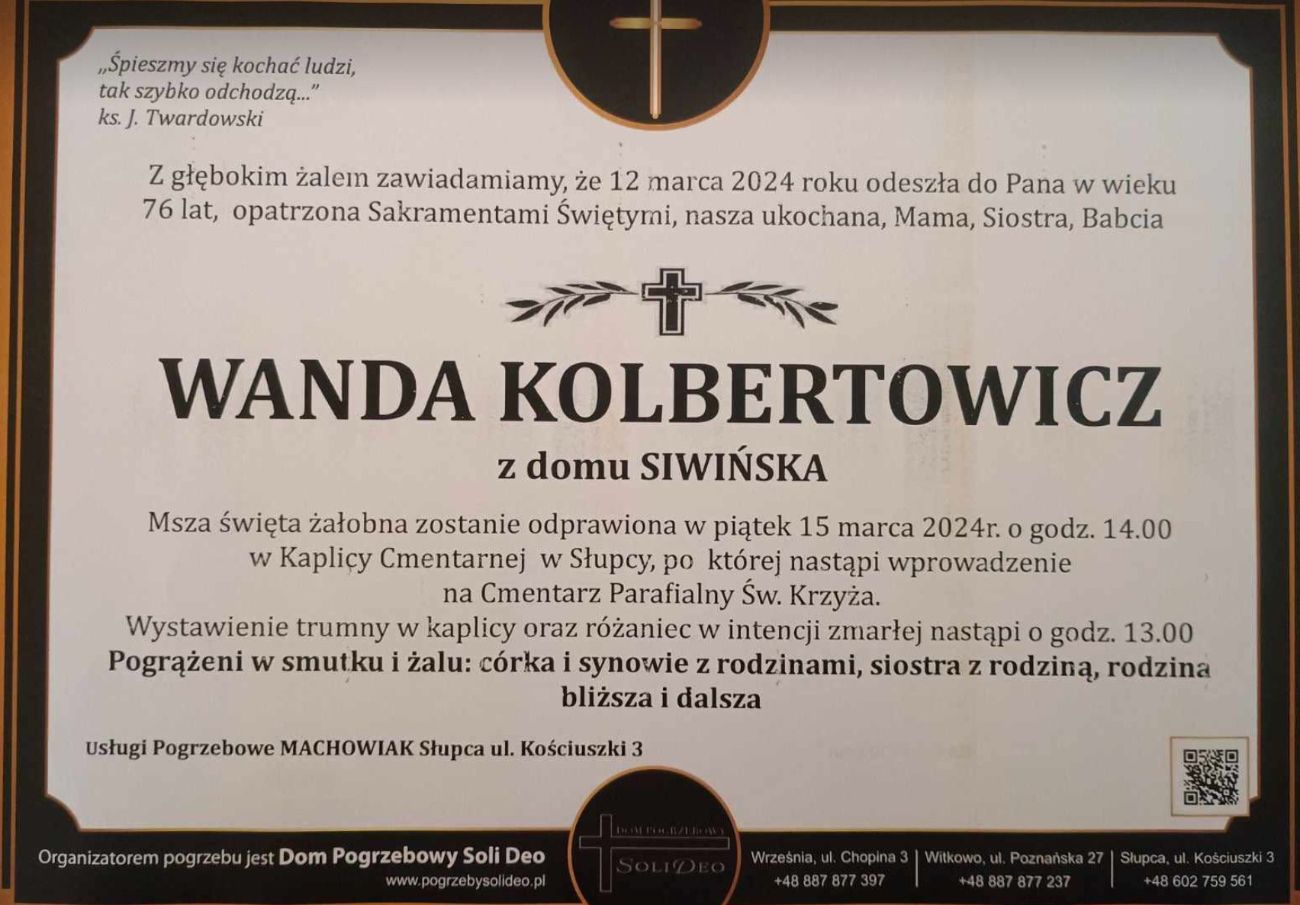 „Śpieszmy się kochać ludzi,
tak szybko odchodzą...”
ks. J. Twardowski
Z głębokim żalem zawiadamiamy, że 12 marca 2024 roku odeszła do Pana w wieku
76 lat, opatrzona Sakramentami Świętymi, nasza ukochana, Mama, Siostra, Babcia
WANDA KOLBERTOWICZ
z domu SIWIŃSKA
Msza święta żałobna zostanie odprawiona w piątek 15 marca 2024r. o godz. 14.00
w Kaplicy Cmentarnej w Słupcy, po której nastąpi wprowadzenie
na Cmentarz Parafialny Św. Krzyża.
Wystawienie trumny w kaplicy oraz różaniec w intencji zmarłej nastąpi o godz. 13.00
Pogrążeni w smutku i żalu: córka i synowie z rodzinami, siostra z rodziną, rodzina
bliższa i dalsza
Usługi Pogrzebowe MACHOWIAK Słupca ul. Kościuszki 3
Organizatorem pogrzebu jest Dom Pogrzebowy Soli Deo
www.pogrzebysolideo.pl
DOM POGRZEBOWY
SOLI DEO
Września, ul. Chopina 3
+48 887 877 397
Witkowo, ul. Poznańska 27
+48 887 877 237
Słupca, ul. Kościuszki 3
+48 602 759 561